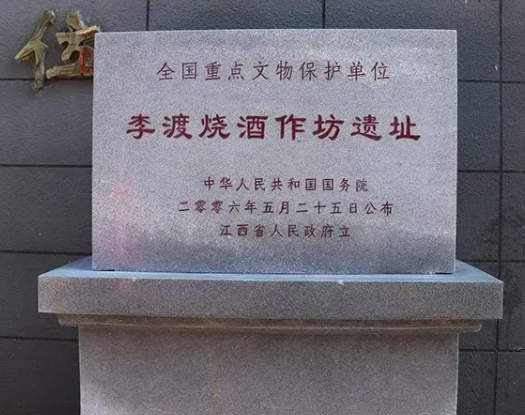 全国重点文物保护单位
李渡烧酒作坊遗址
中华人民共和国国务院
二零零六年五月二十五日公布
江西省人民政府立